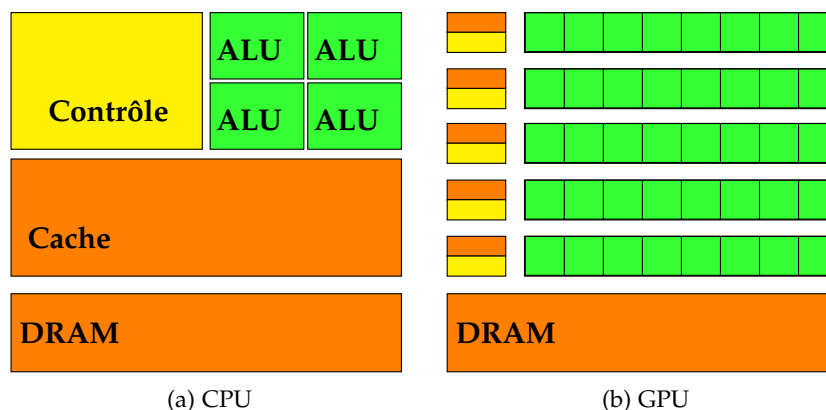 Contrôle
ALU ALU
ALU ALU
Cache
DRAM
(a) CPU
DRAM
(b) GPU